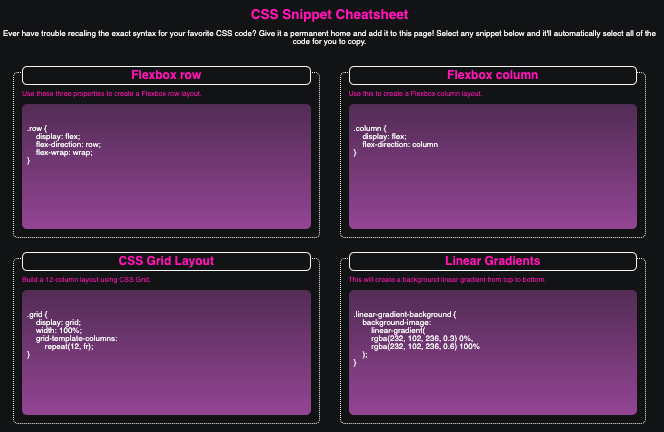 CSS Snippet Cheatsheet
Ever have trouble recaling the exact syntax for your favorite CSS code? Give it a permanent home and add it to this page! Select any snippet below and it'll automatically select all of the
code for you to copy.
Flexbox row
Use these three properties to create a Flexbox row layout.
.row {
display: flex;
flex-direction: row;
flex-wrap: wrap;
}
Flexbox column
Use this to create a Flexbox column layout.
.column {
display: flex;
flex-direction: column
}
CSS Grid Layout
Build a 12-column layout using CSS Grid.
.grid {
display: grid;
width: 100%;
grid-template-columns:
repeat(12, fr);
}
Linear Gradients
This will create a background linear gradient from top to bottom.
.linear-gradient-background {
background-image:
linear-gradient(
rgba(232, 102, 236, 0.3) 0%,
rgba(232, 102, 236, 0.6) 100%
);
}